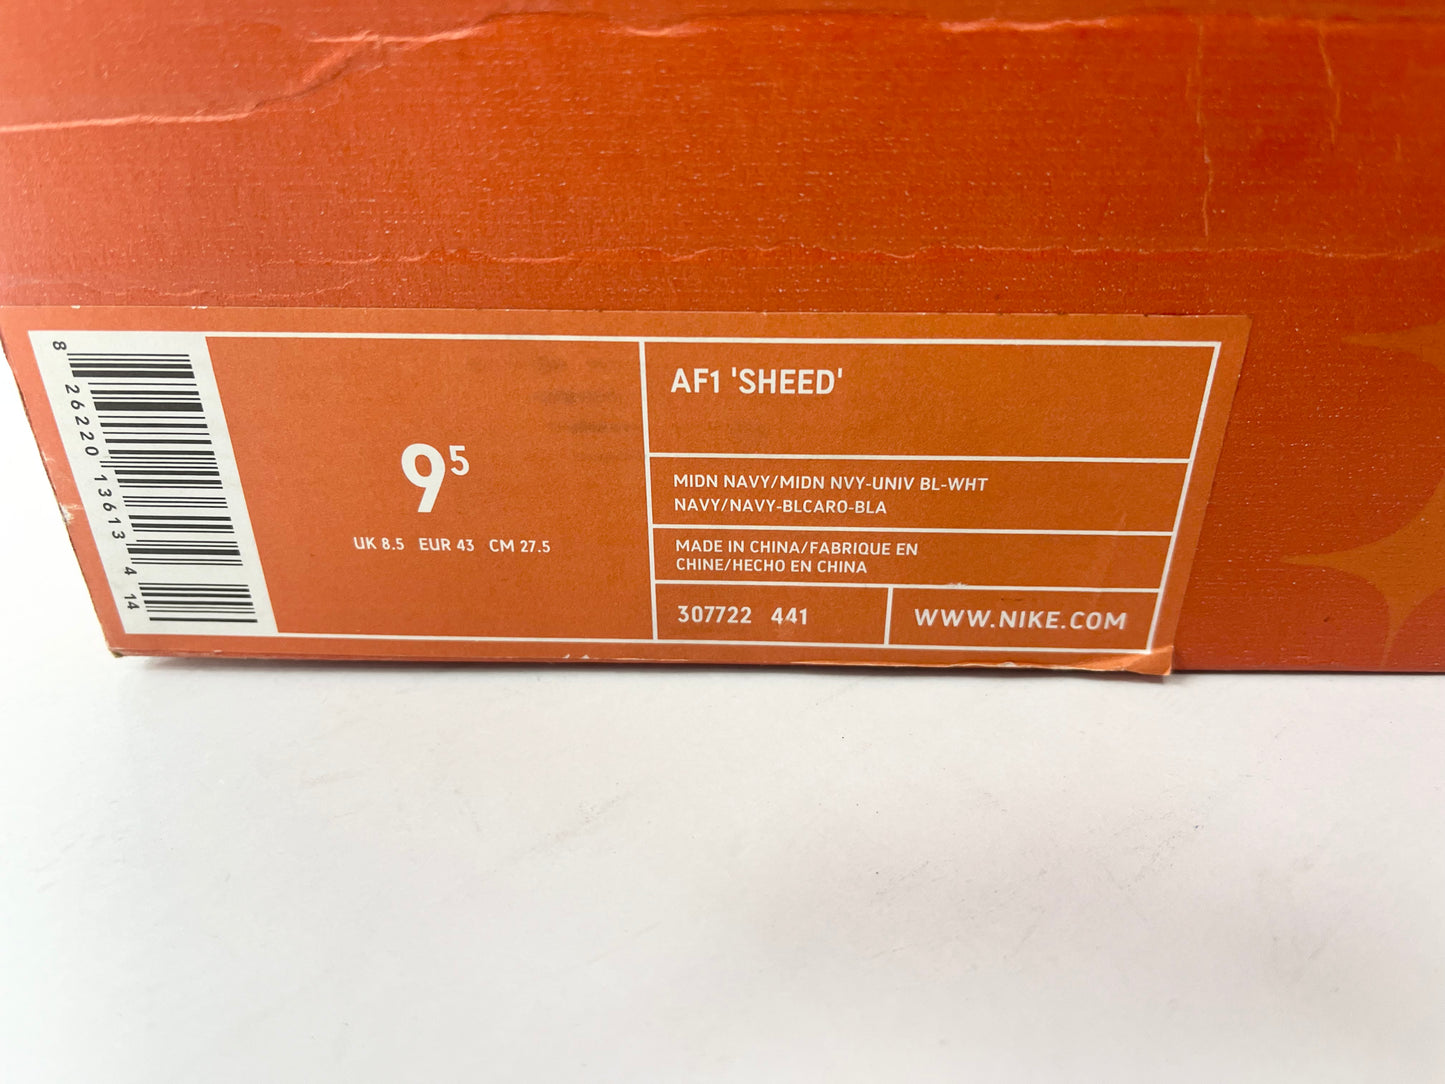 8 26220 13613 4 14
9 5
UK 8.5 EUR 43 CM 27.5
AF1 'SHEED'
MIDN NAVY/MIDN NVY-UNIV BL-WHT
NAVY/NAVY-BLCARO-BLA
MADE IN CHINA/FABRIQUE EN
CHINE/HECHO EN CHINA
307722 441
WWW.NIKE.COM